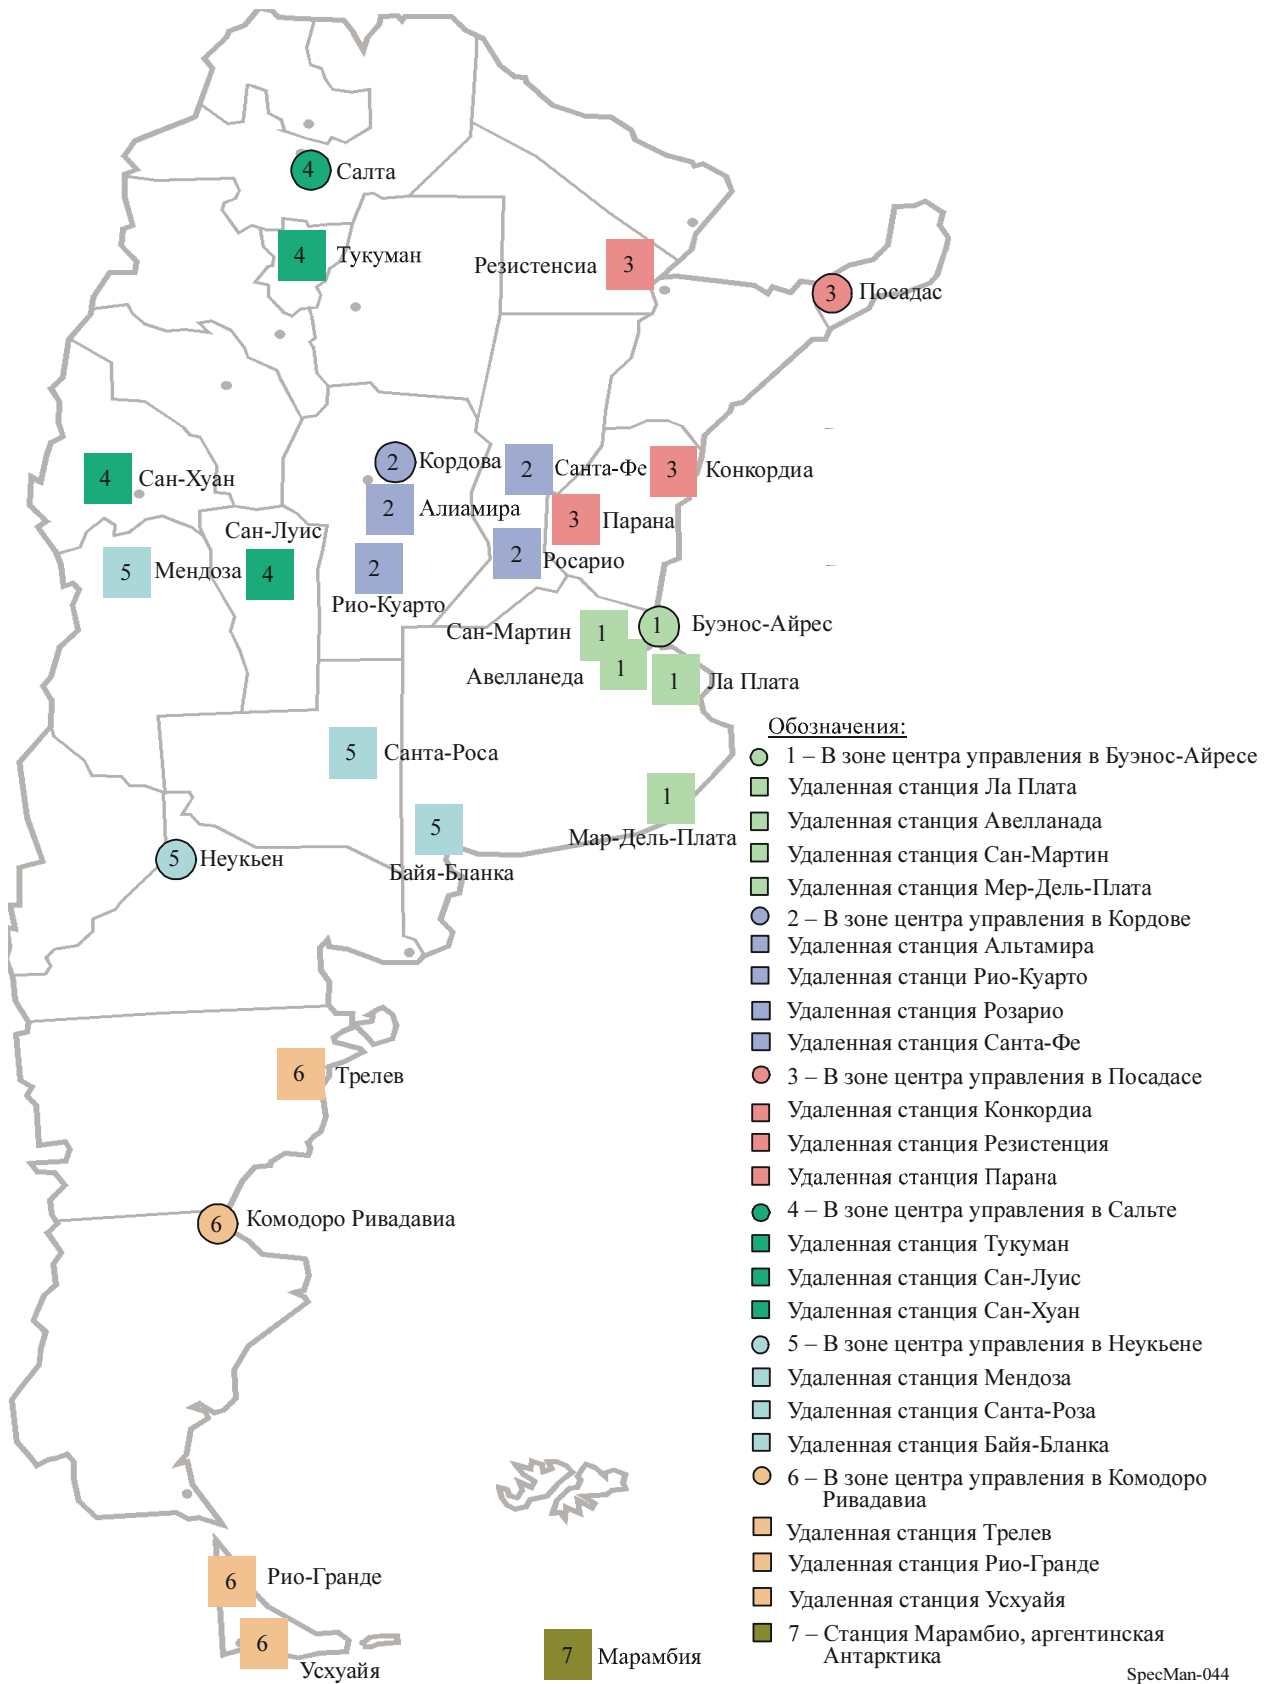 4 Салта
4 Тукуман
Резистенсиа 3
3 Посадас
2 Кордова
2 Санта-Фе
3 Конкордиа
4 Сан-Хуан
2 Алиамира
3 Парана
Сан-Луис
4
5 Мендоза
2 Росарио
2
Рио-Куарто
1 Буэнос-Айрес
Сан-Мартин 1
Авелланеда 1
1 Ла Плата
5 Санта-Роса
1
Мар-Дель-Плата
5
Байя-Бланка
5 Неукьен
6 Трелев
6 Комодоро Ривадавиа
6 Рио-Гранде
6
Усхуайя
7 Марамбия
Обозначения:
1 – В зоне центра управления в Буэнос-Айресе
Удаленная станция Ла Плата
Удаленная станция Авелланада
Удаленная станция Сан-Мартин
Удаленная станция Мер-Дель-Плата
2 – В зоне центра управления в Кордове
Удаленная станция Альтамира
Удаленная станци Рио-Куарто
Удаленная станция Розарио
Удаленная станция Санта-Фе
3 – В зоне центра управления в Посадасе
Удаленная станция Конкордиа
Удаленная станция Резистенция
Удаленная станция Парана
4 – В зоне центра управления в Сальте
Удаленная станция Тукуман
Удаленная станция Сан-Луис
Удаленная станция Сан-Хуан
5 – В зоне центра управления в Неукьене
Удаленная станция Мендоза
Удаленная станция Санта-Роза
Удаленная станция Байя-Бланка
6 – В зоне центра управления в Комодоро
Ривадавиа
Удаленная станция Трелев
Удаленная станция Рио-Гранде
Удаленная станция Усхуайя
7 – Станция Марамбио, аргентинская
Антарктика
SpecMan-044